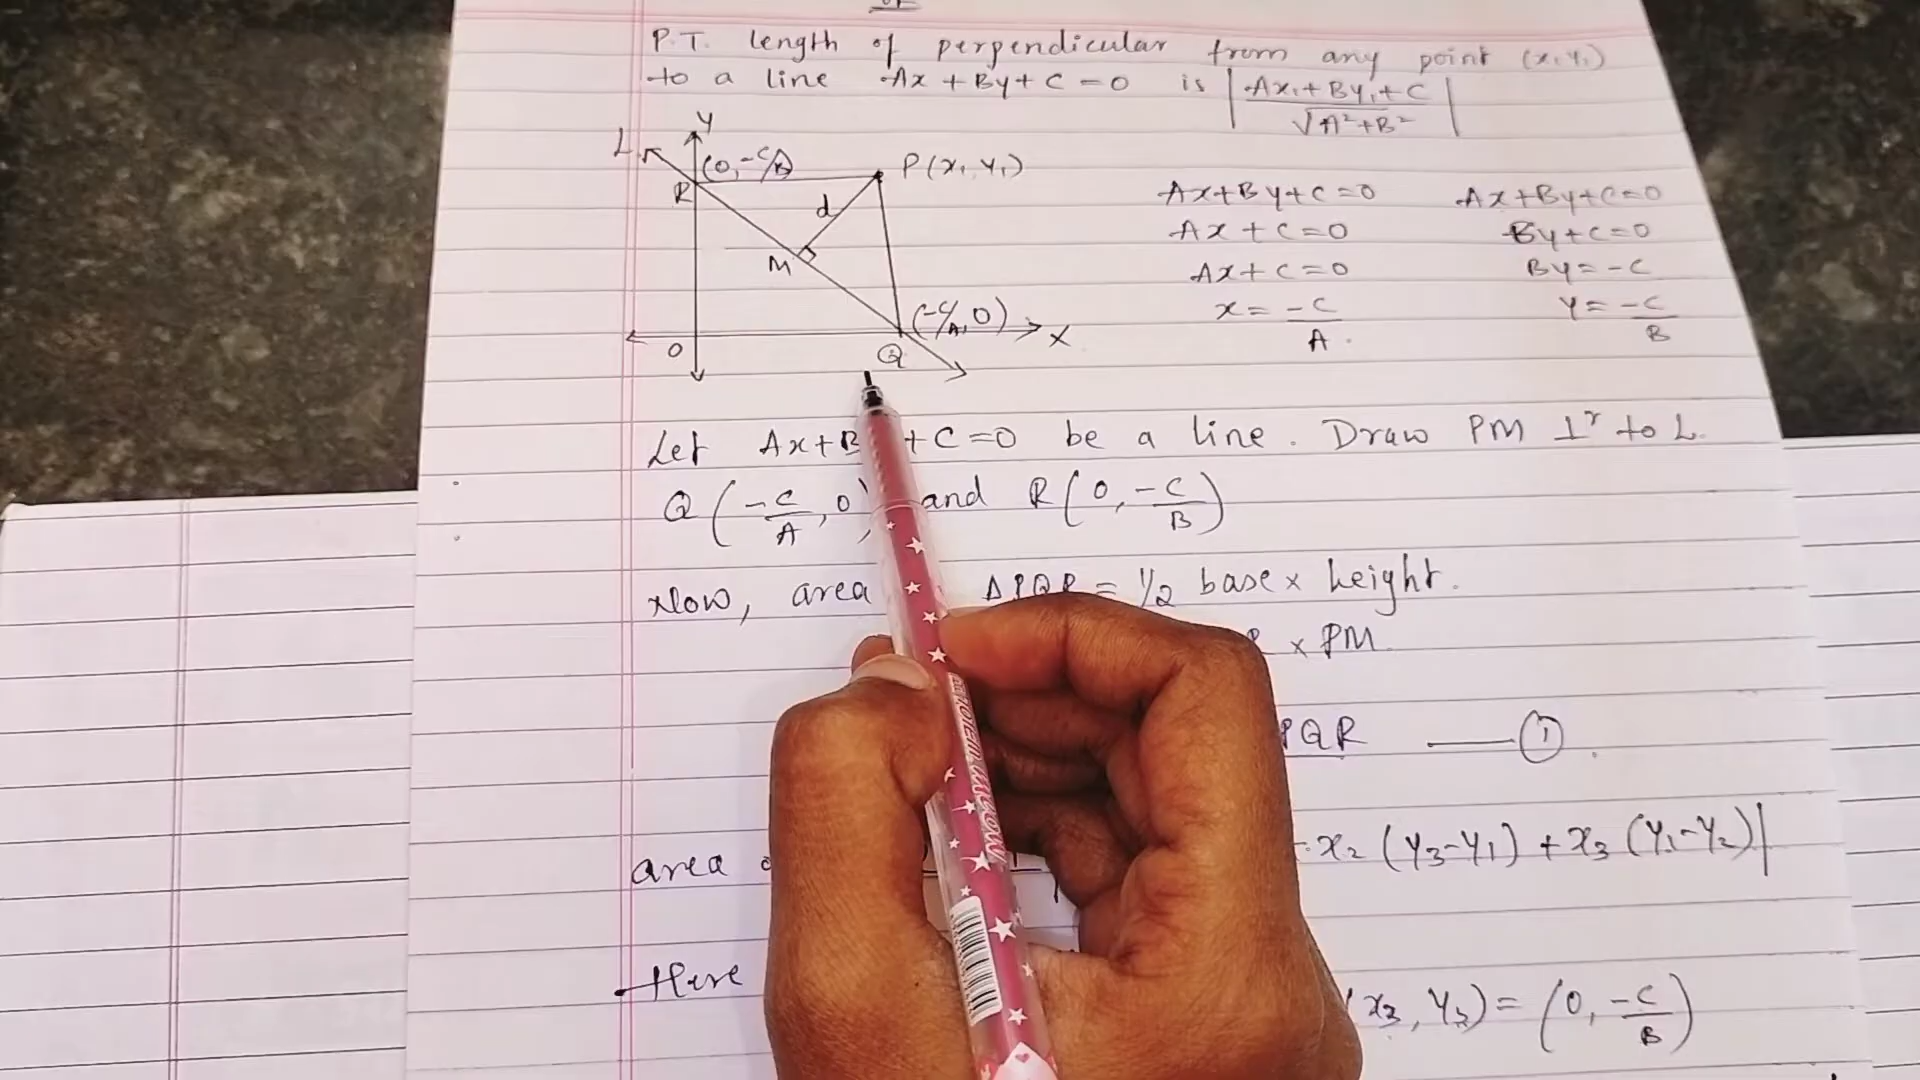 P.T. length of perpendicular from any point (x₁ y₁)
to a line Ax + By + C = 0 is | Ax₁ + By₁ + C / √A² + B² |
Y
L
(0, -C/B)
P(x₁, y₁)
R
d
M
(-C/A, 0)
X
O
Q
Ax + By + C = 0
Ax + C = 0
Ax + C = 0
x = -C / A .
Ax + By + C = 0
By + C = 0
By = -C
y = -C / B
Let Ax + B + C = 0 be a line. Draw PM ⊥ʳ to L.
Q ( -C / A , 0 ) and R ( 0, -C / B )
Now, area ΔPQR = 1/2 base × height.
× PM
PQR —— ①
area x₂ (y₃ - y₁) + x₃ (y₁ - y₂)|
Here (x₃, y₃) = (0, -C / B)